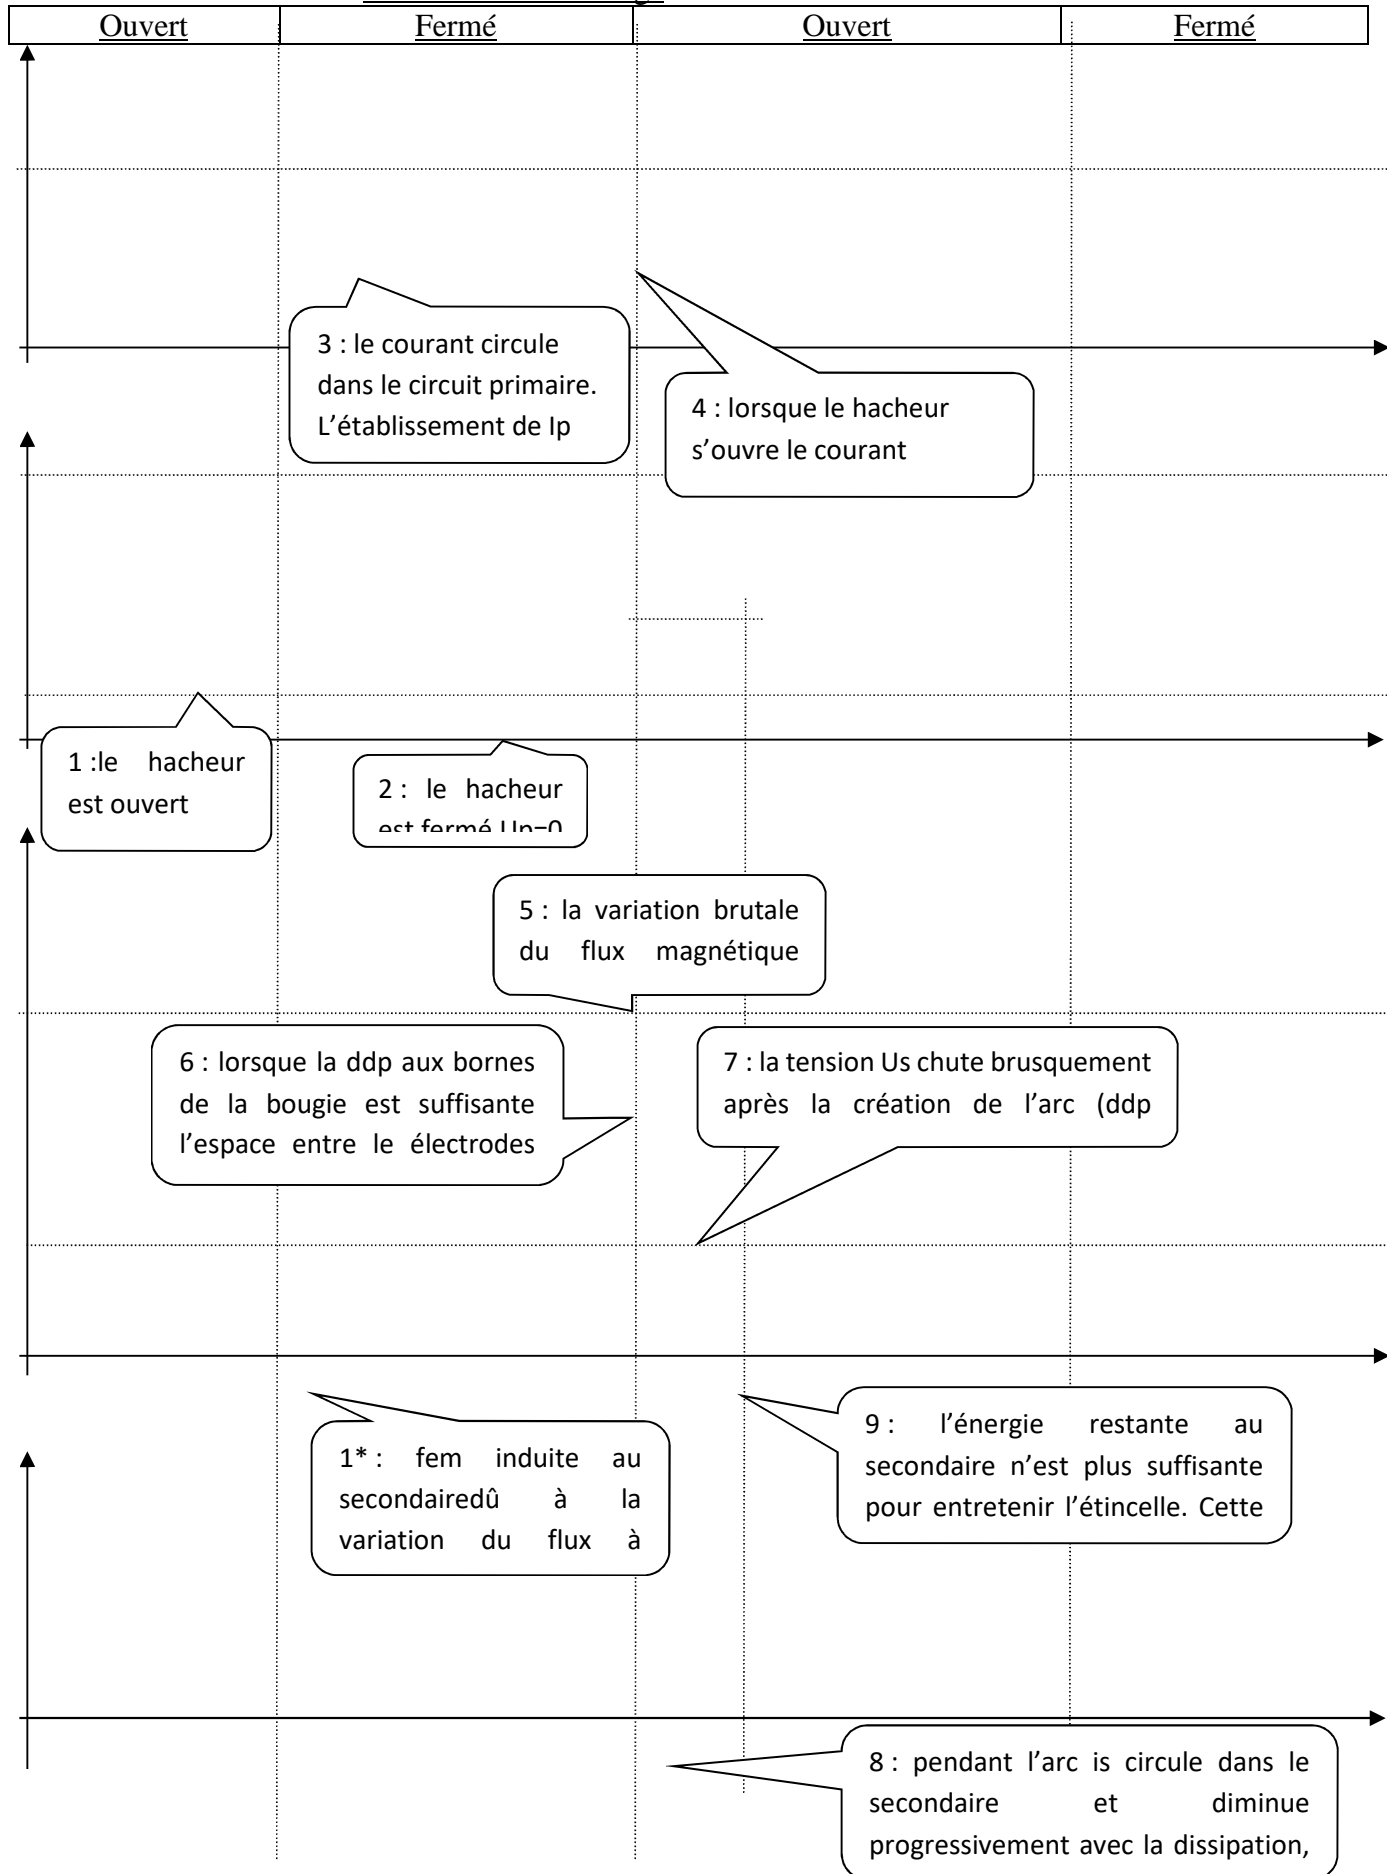 Ouvert Fermé Ouvert Fermé
3 : le courant circule
dans le circuit primaire.
L’établissement de Ip
4 : lorsque le hacheur
s’ouvre le courant
1 :le hacheur
est ouvert
2 : le hacheur
est fermé Up=0
5 : la variation brutale
du flux magnétique
6 : lorsque la ddp aux bornes
de la bougie est suffisante
l’espace entre le électrodes
7 : la tension Us chute brusquement
après la création de l’arc (ddp
1* : fem induite au
secondairedû à la
variation du flux à
9 : l’énergie restante au
secondaire n’est plus suffisante
pour entretenir l’étincelle. Cette
8 : pendant l’arc is circule dans le
secondaire et diminue
progressivement avec la dissipation,